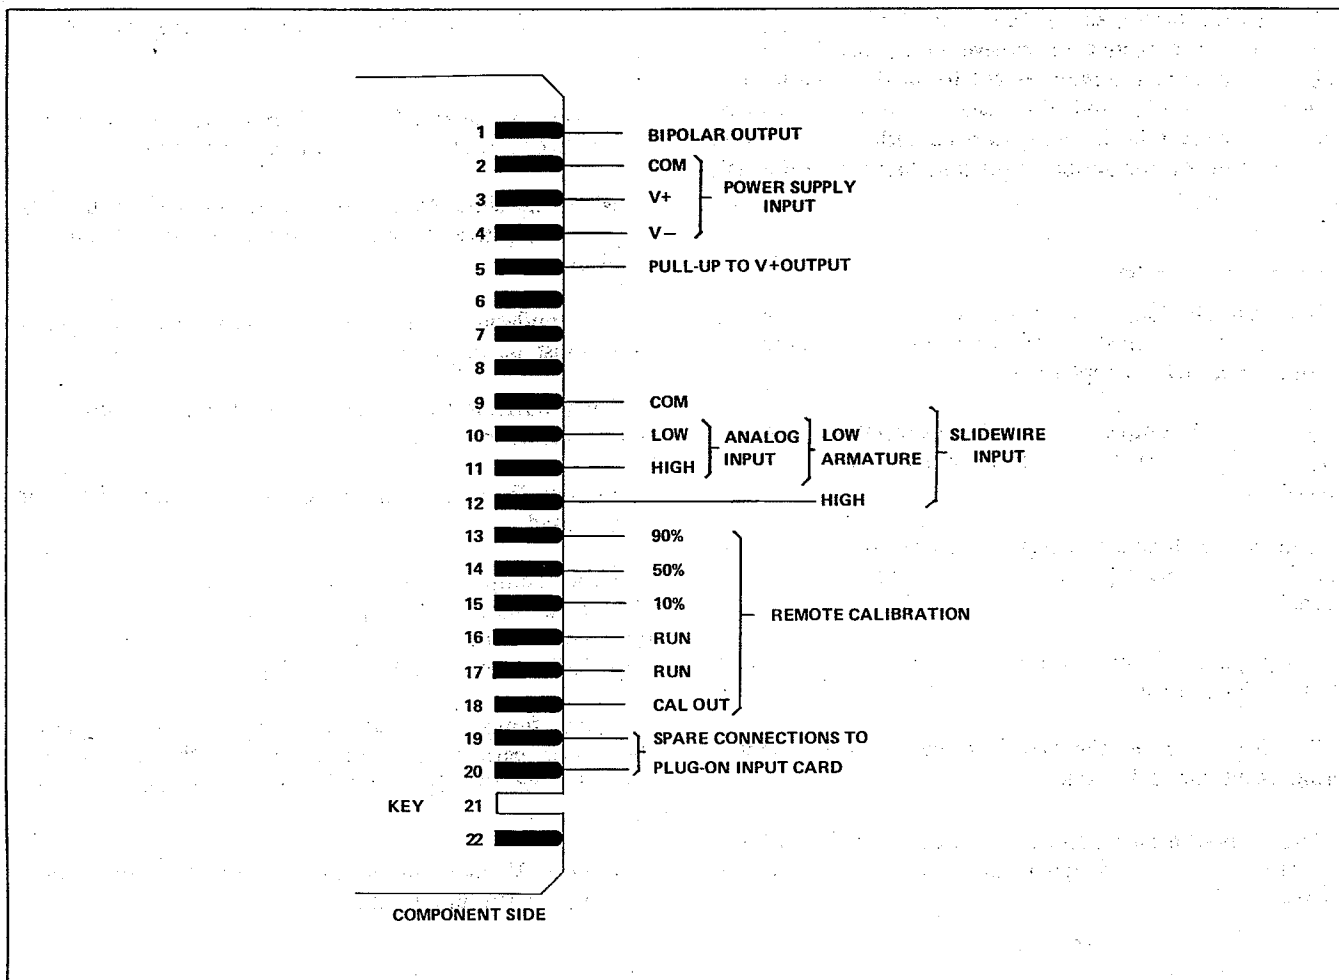 1 BIPOLAR OUTPUT
2 COM
3 V+
4 V−
POWER SUPPLY
INPUT
5 PULL-UP TO V+OUTPUT
6
7
8
9 COM
10 LOW
11 HIGH
ANALOG
INPUT
LOW
ARMATURE
SLIDEWIRE
INPUT
12 HIGH
13 90%
14 50%
15 10%
16 RUN
17 RUN
18 CAL OUT
REMOTE CALIBRATION
19 SPARE CONNECTIONS TO
20 PLUG-ON INPUT CARD
KEY 21
22
COMPONENT SIDE